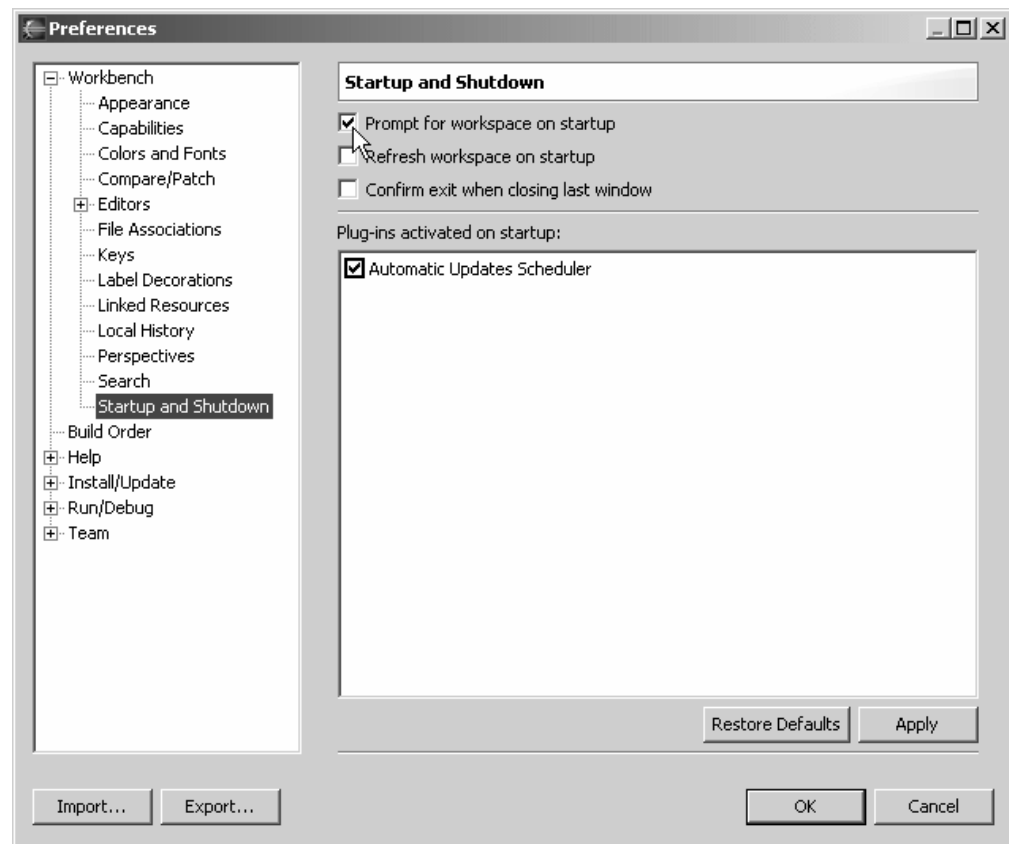 Preferences
Workbench
Appearance
Capabilities
Colors and Fonts
Compare/Patch
Editors
File Associations
Keys
Label Decorations
Linked Resources
Local History
Perspectives
Search
Startup and Shutdown
Build Order
Help
Install/Update
Run/Debug
Team
Startup and Shutdown
Prompt for workspace on startup
Refresh workspace on startup
Confirm exit when closing last window
Plug-ins activated on startup:
Automatic Updates Scheduler
Restore Defaults Apply
Import... Export... OK Cancel